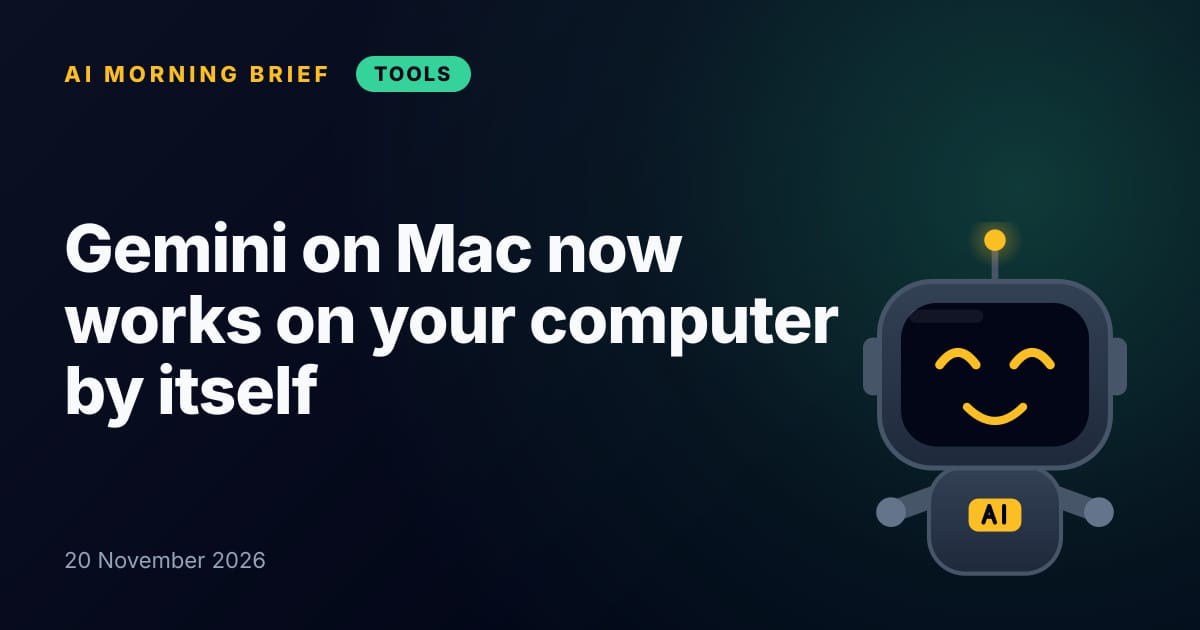 AI MORNING BRIEF
TOOLS
Gemini on Mac now
works on your computer
by itself
AI
20 November 2026